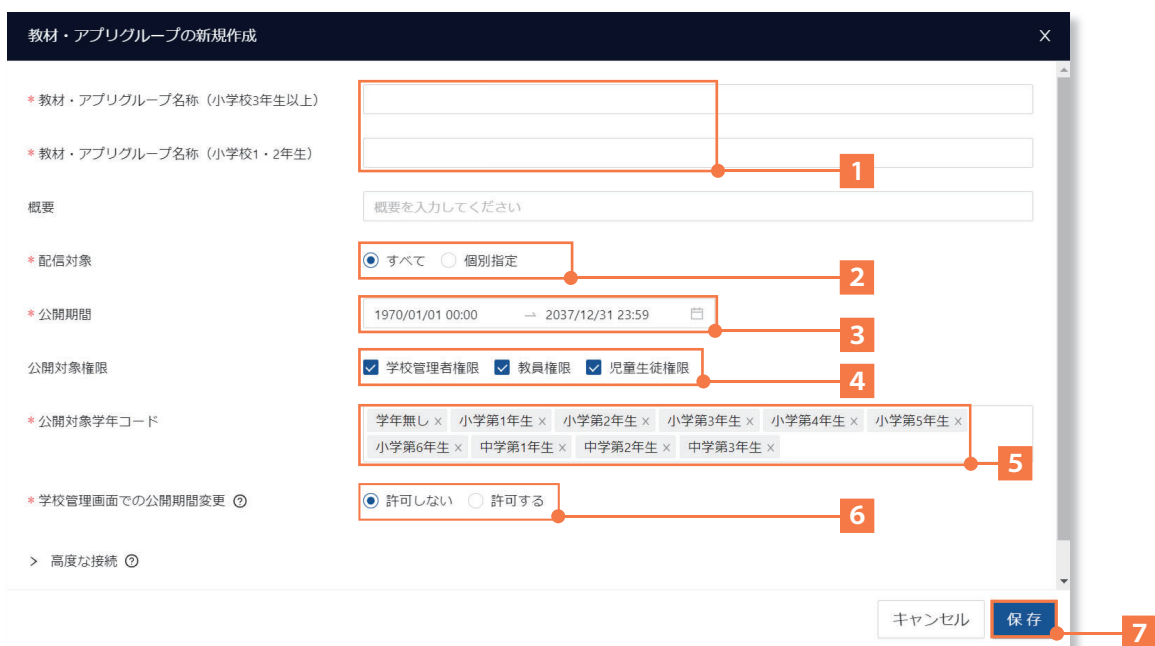 教材・アプリグループの新規作成 X
* 教材・アプリグループ名称（小学校3年生以上）
* 教材・アプリグループ名称（小学校1・2年生）
1
概要 概要を入力してください
* 配信対象 すべて 個別指定
2
* 公開期間 1970/01/01 00:00 → 2037/12/31 23:59
3
公開対象権限 学校管理者権限 教員権限 児童生徒権限
4
* 公開対象学年コード 学年無し × 小学第1年生 × 小学第2年生 × 小学第3年生 × 小学第4年生 × 小学第5年生 ×
小学第6年生 × 中学第1年生 × 中学第2年生 × 中学第3年生 ×
5
* 学校管理画面での公開期間変更 ? 許可しない 許可する
6
> 高度な接続 ?
キャンセル 保存
7